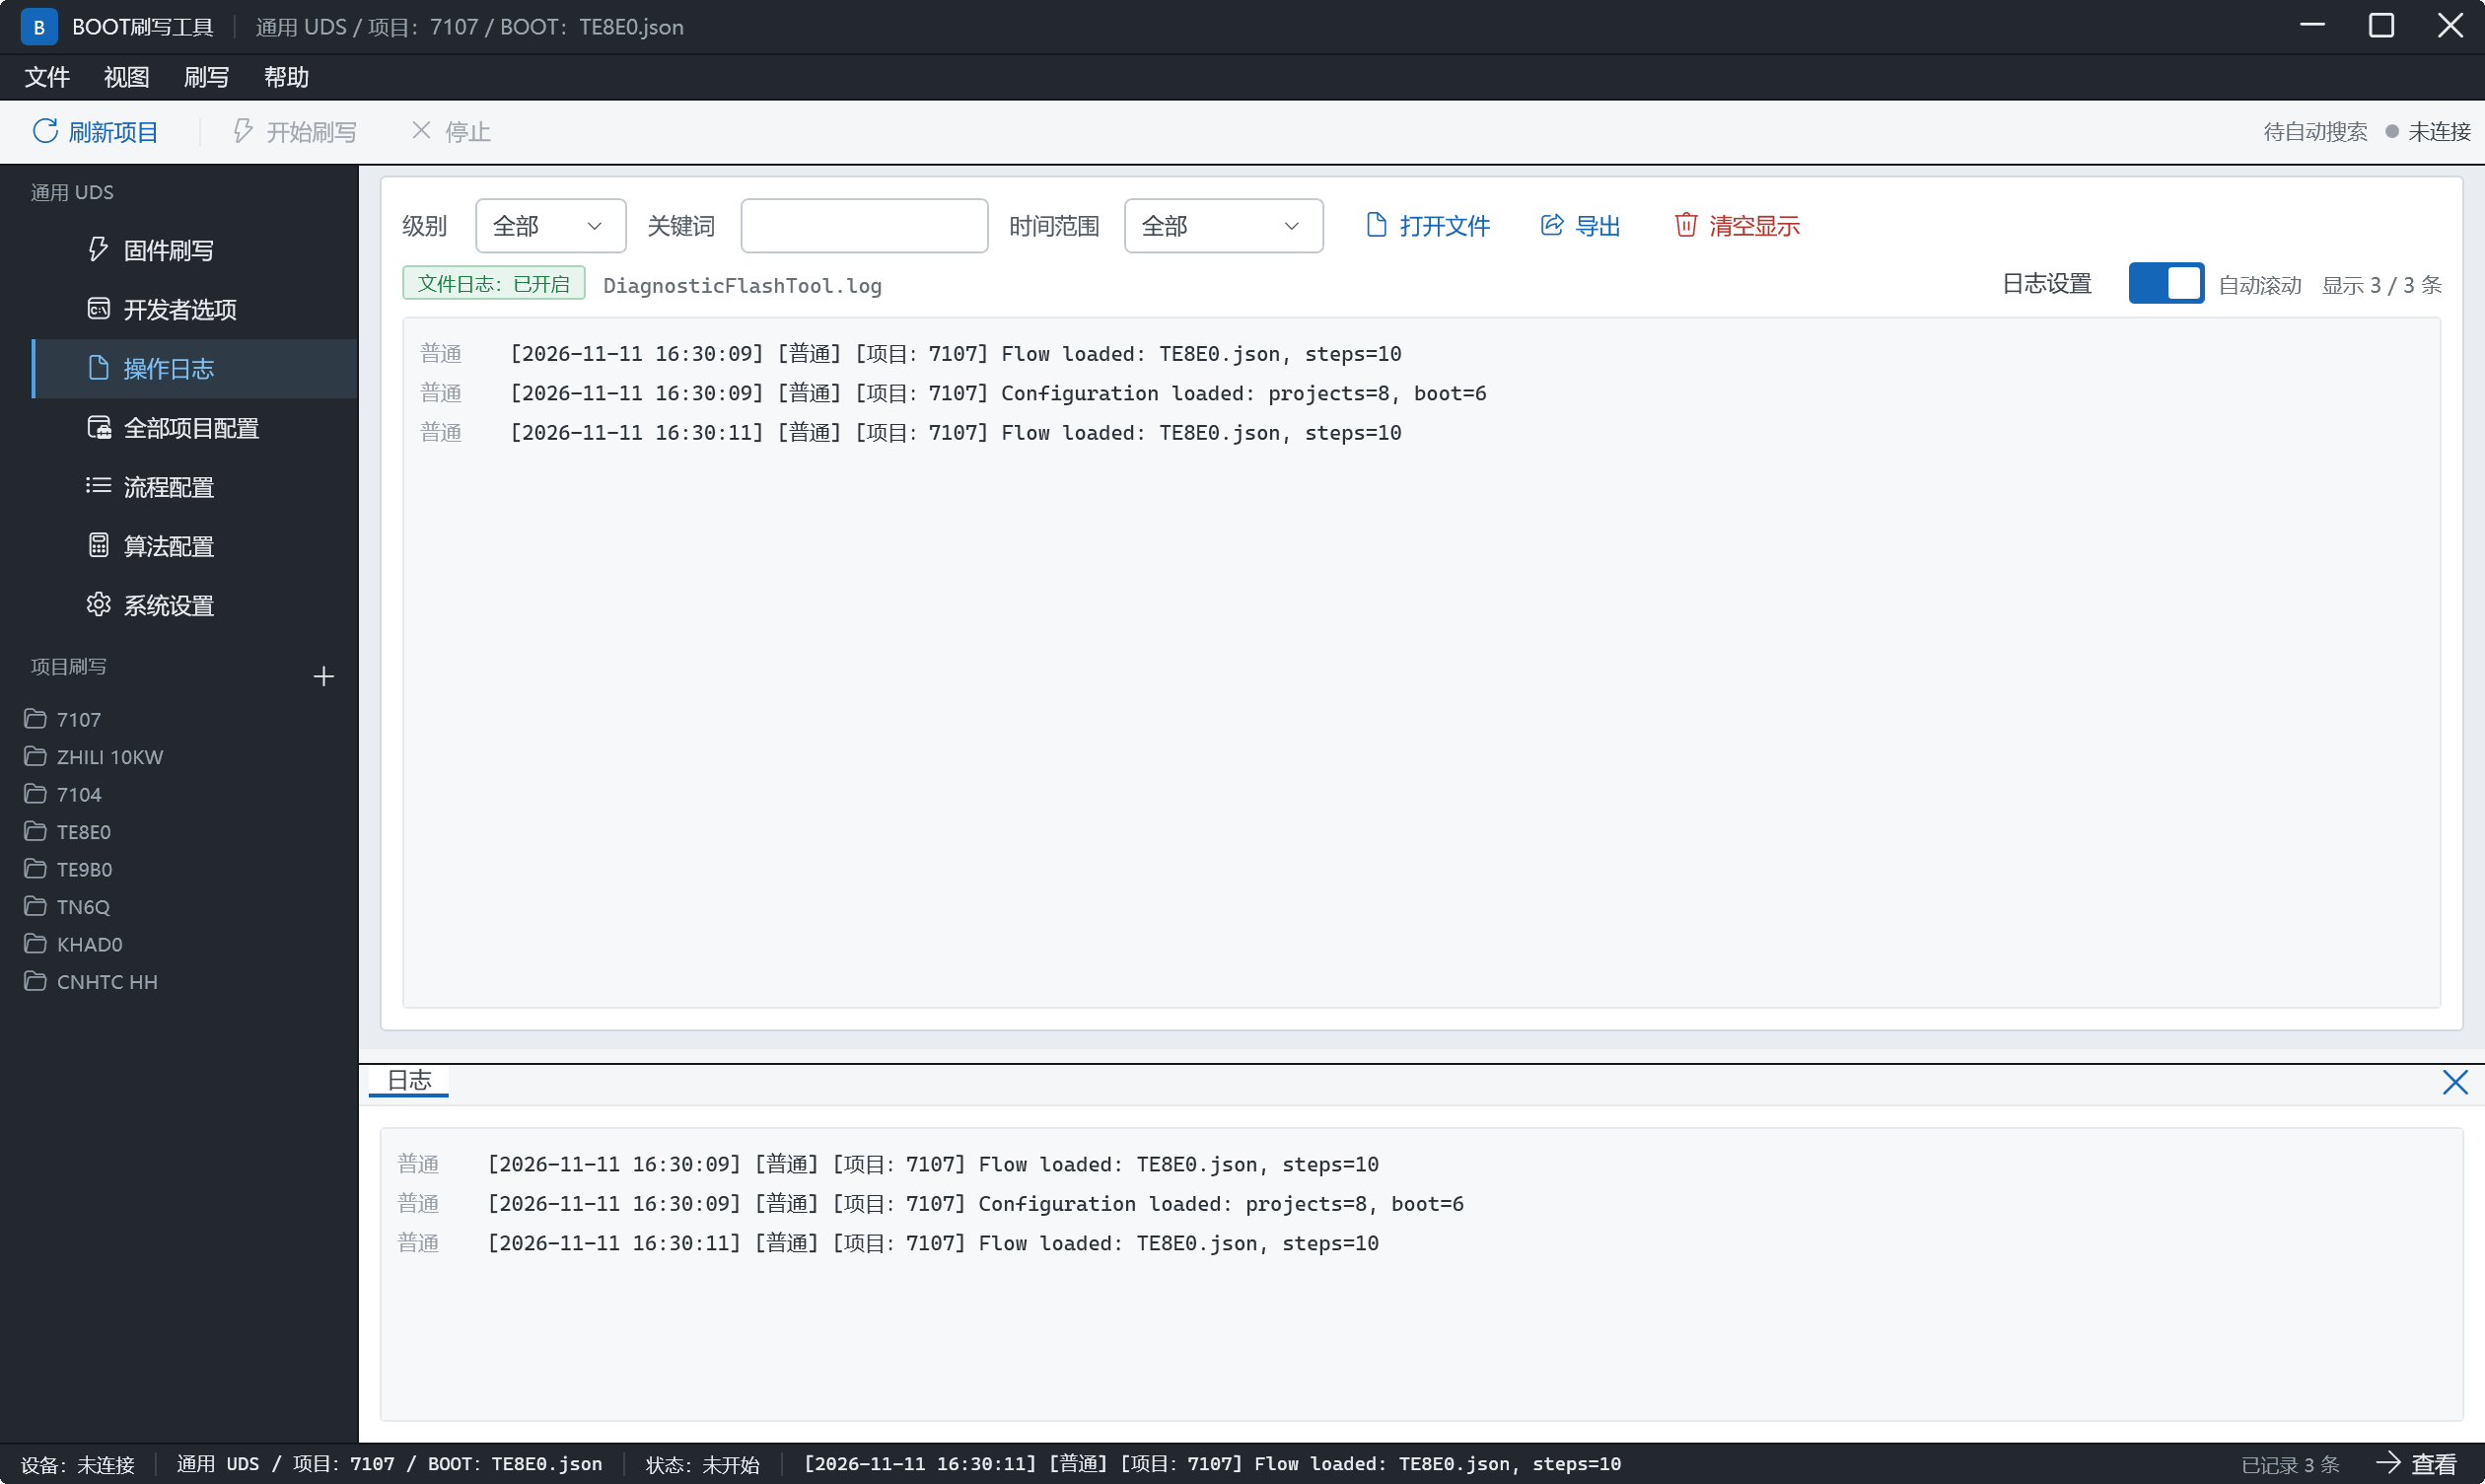 B BOOT刷写工具 通用 UDS / 项目：7107 / BOOT：TE8E0.json
文件 视图 刷写 帮助
刷新项目 开始刷写 停止 待自动搜索 未连接
通用 UDS
固件刷写
开发者选项
操作日志
全部项目配置
流程配置
算法配置
系统设置
项目刷写
7107
ZHILI 10KW
7104
TE8E0
TE9B0
TN6Q
KHAD0
CNHTC HH
级别 全部 关键词 时间范围 全部 打开文件 导出 清空显示
文件日志：已开启 DiagnosticFlashTool.log 日志设置 自动滚动 显示 3 / 3 条
普通 [2026-11-11 16:30:09] [普通] [项目：7107] Flow loaded: TE8E0.json, steps=10
普通 [2026-11-11 16:30:09] [普通] [项目：7107] Configuration loaded: projects=8, boot=6
普通 [2026-11-11 16:30:11] [普通] [项目：7107] Flow loaded: TE8E0.json, steps=10
日志
普通 [2026-11-11 16:30:09] [普通] [项目：7107] Flow loaded: TE8E0.json, steps=10
普通 [2026-11-11 16:30:09] [普通] [项目：7107] Configuration loaded: projects=8, boot=6
普通 [2026-11-11 16:30:11] [普通] [项目：7107] Flow loaded: TE8E0.json, steps=10
设备：未连接 通用 UDS / 项目：7107 / BOOT：TE8E0.json 状态：未开始 [2026-11-11 16:30:11] [普通] [项目：7107] Flow loaded: TE8E0.json, steps=10 已记录 3 条 查看